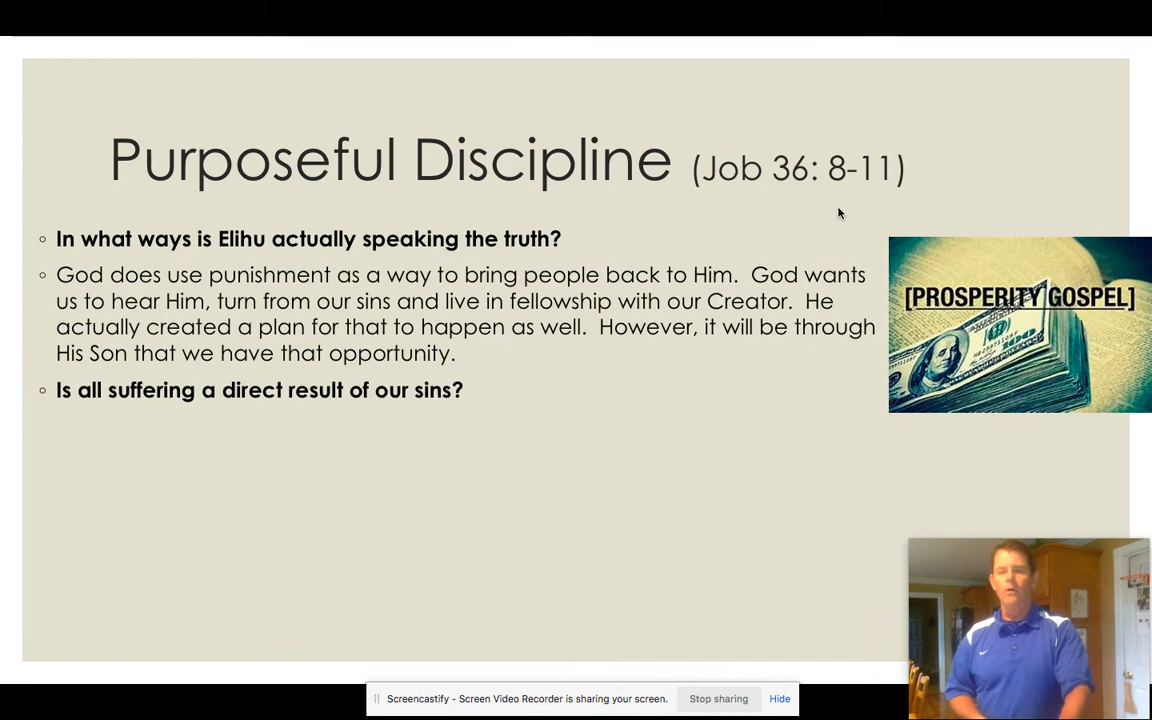 Purposeful Discipline (Job 36: 8-11)
In what ways is Elihu actually speaking the truth?
God does use punishment as a way to bring people back to Him.  God wants
us to hear Him, turn from our sins and live in fellowship with our Creator.  He
actually created a plan for that to happen as well.  However, it will be through
His Son that we have that opportunity.
Is all suffering a direct result of our sins?
[PROSPERITY GOSPEL]
100
Screencastify - Screen Video Recorder is sharing your screen.
Stop sharing
Hide